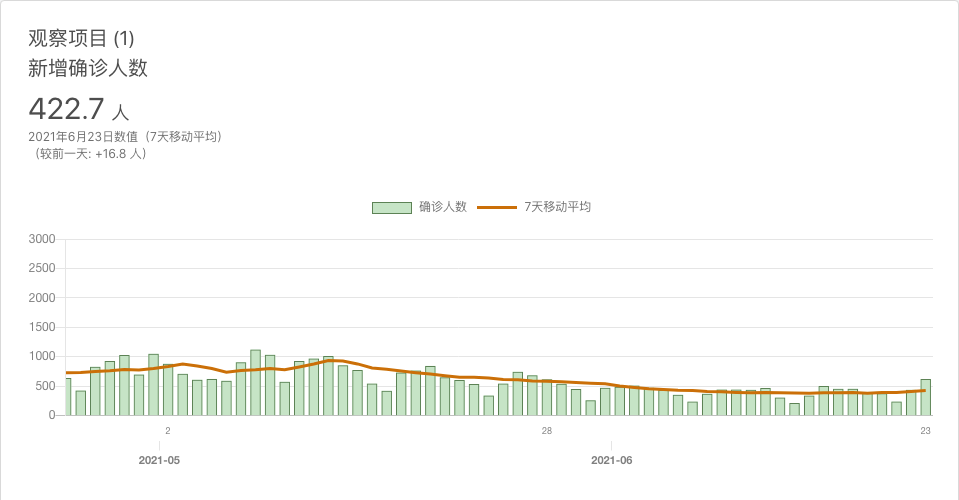 观察项目 (1)
新增确诊人数
422.7 人
2021年6月23日数值（7天移动平均）
（较前一天: +16.8 人）
确诊人数 7天移动平均
3000
2500
2000
1500
1000
500
0
2 28 23
2021-05 2021-06